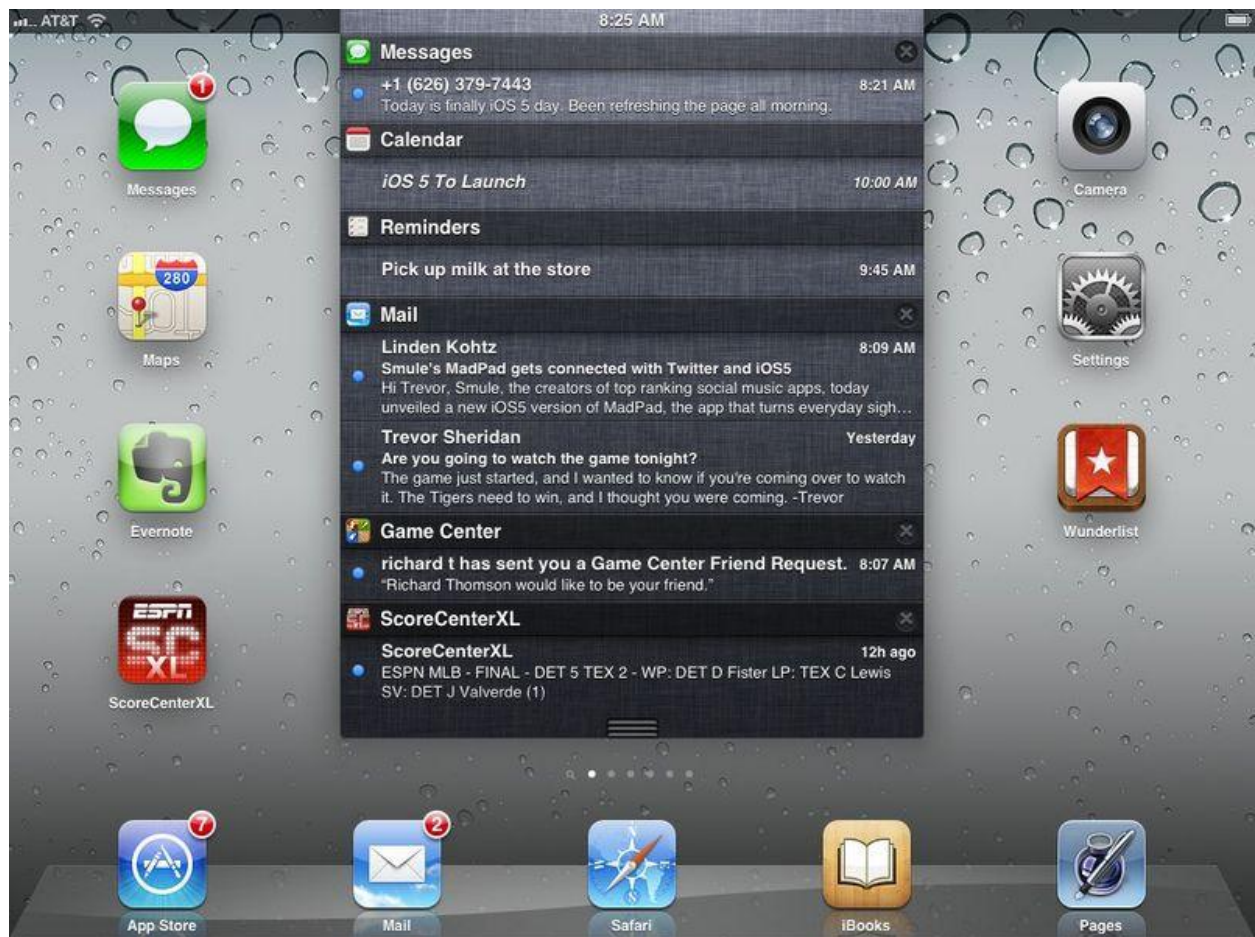 AT&T
8:25 AM
Messages
+1 (626) 379-7443 8:21 AM
Today is finally iOS 5 day. Been refreshing the page all morning.
Calendar
iOS 5 To Launch 10:00 AM
Reminders
Pick up milk at the store 9:45 AM
Mail
Linden Kohtz 8:09 AM
Smule's MadPad gets connected with Twitter and iOS5
Hi Trevor, Smule, the creators of top ranking social music apps, today
unveiled a new iOS5 version of MadPad, the app that turns everyday sigh…
Trevor Sheridan Yesterday
Are you going to watch the game tonight?
The game just started, and I wanted to know if you're coming over to watch
it. The Tigers need to win, and I thought you were coming. -Trevor
Game Center
richard t has sent you a Game Center Friend Request. 8:07 AM
“Richard Thomson would like to be your friend.”
ScoreCenterXL
ScoreCenterXL 12h ago
ESPN MLB - FINAL - DET 5 TEX 2 - WP: DET D Fister LP: TEX C Lewis
SV: DET J Valverde (1)
1
Messages
Camera
280
Maps
Settings
Evernote
Wunderlist
ESPN
SC
XL
ScoreCenterXL
7
App Store
2
Mail
N
S
Safari
iBooks
Pages